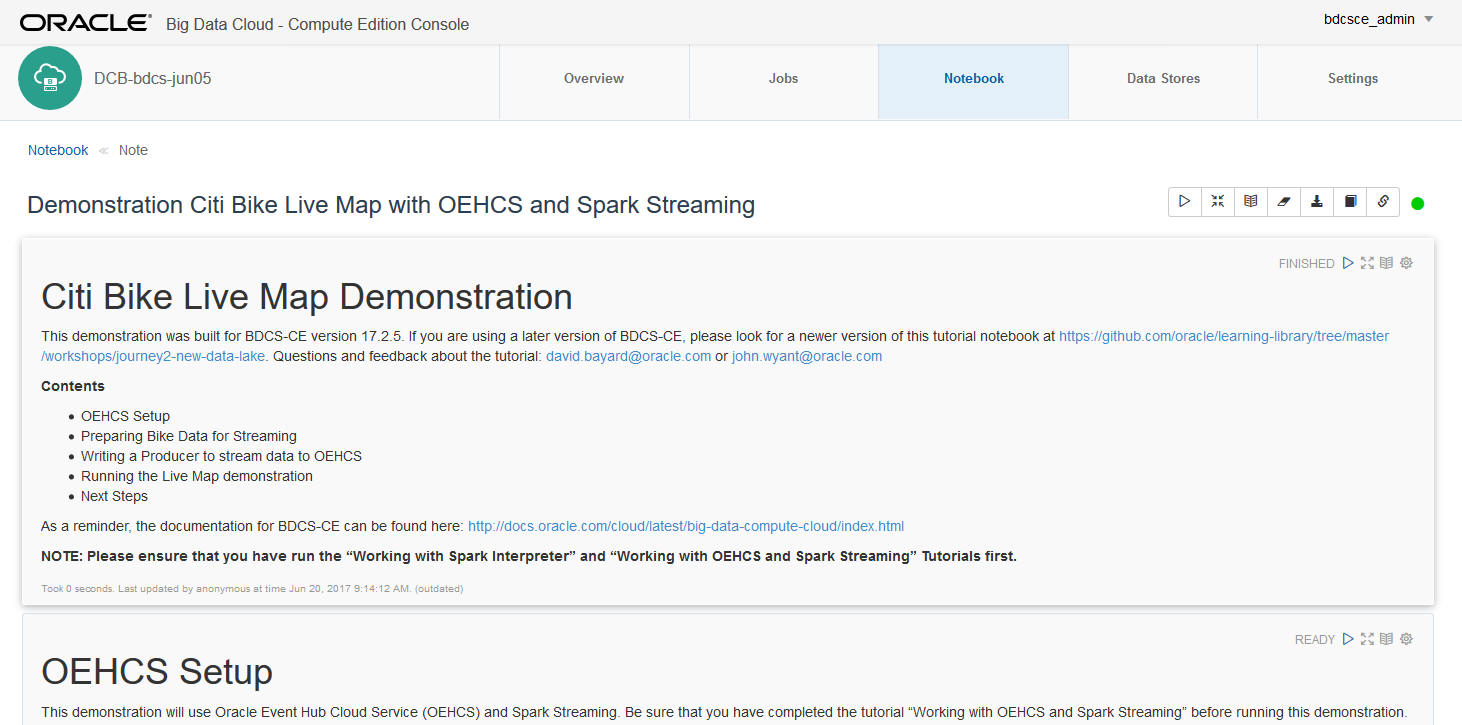 ORACLE® Big Data Cloud - Compute Edition Console
bdcsce_admin
DCB-bdcs-jun05
Overview
Jobs
Notebook
Data Stores
Settings
Notebook ≪ Note
Demonstration Citi Bike Live Map with OEHCS and Spark Streaming
FINISHED
Citi Bike Live Map Demonstration
This demonstration was built for BDCS-CE version 17.2.5. If you are using a later version of BDCS-CE, please look for a newer version of this tutorial notebook at https://github.com/oracle/learning-library/tree/master
/workshops/journey2-new-data-lake. Questions and feedback about the tutorial: david.bayard@oracle.com or john.wyant@oracle.com
Contents
• OEHCS Setup
• Preparing Bike Data for Streaming
• Writing a Producer to stream data to OEHCS
• Running the Live Map demonstration
• Next Steps
As a reminder, the documentation for BDCS-CE can be found here: http://docs.oracle.com/cloud/latest/big-data-compute-cloud/index.html
NOTE: Please ensure that you have run the “Working with Spark Interpreter” and “Working with OEHCS and Spark Streaming” Tutorials first.
Took 0 seconds. Last updated by anonymous at time Jun 20, 2017 9:14:12 AM. (outdated)
READY
OEHCS Setup
This demonstration will use Oracle Event Hub Cloud Service (OEHCS) and Spark Streaming. Be sure that you have completed the tutorial “Working with OEHCS and Spark Streaming” before running this demonstration.